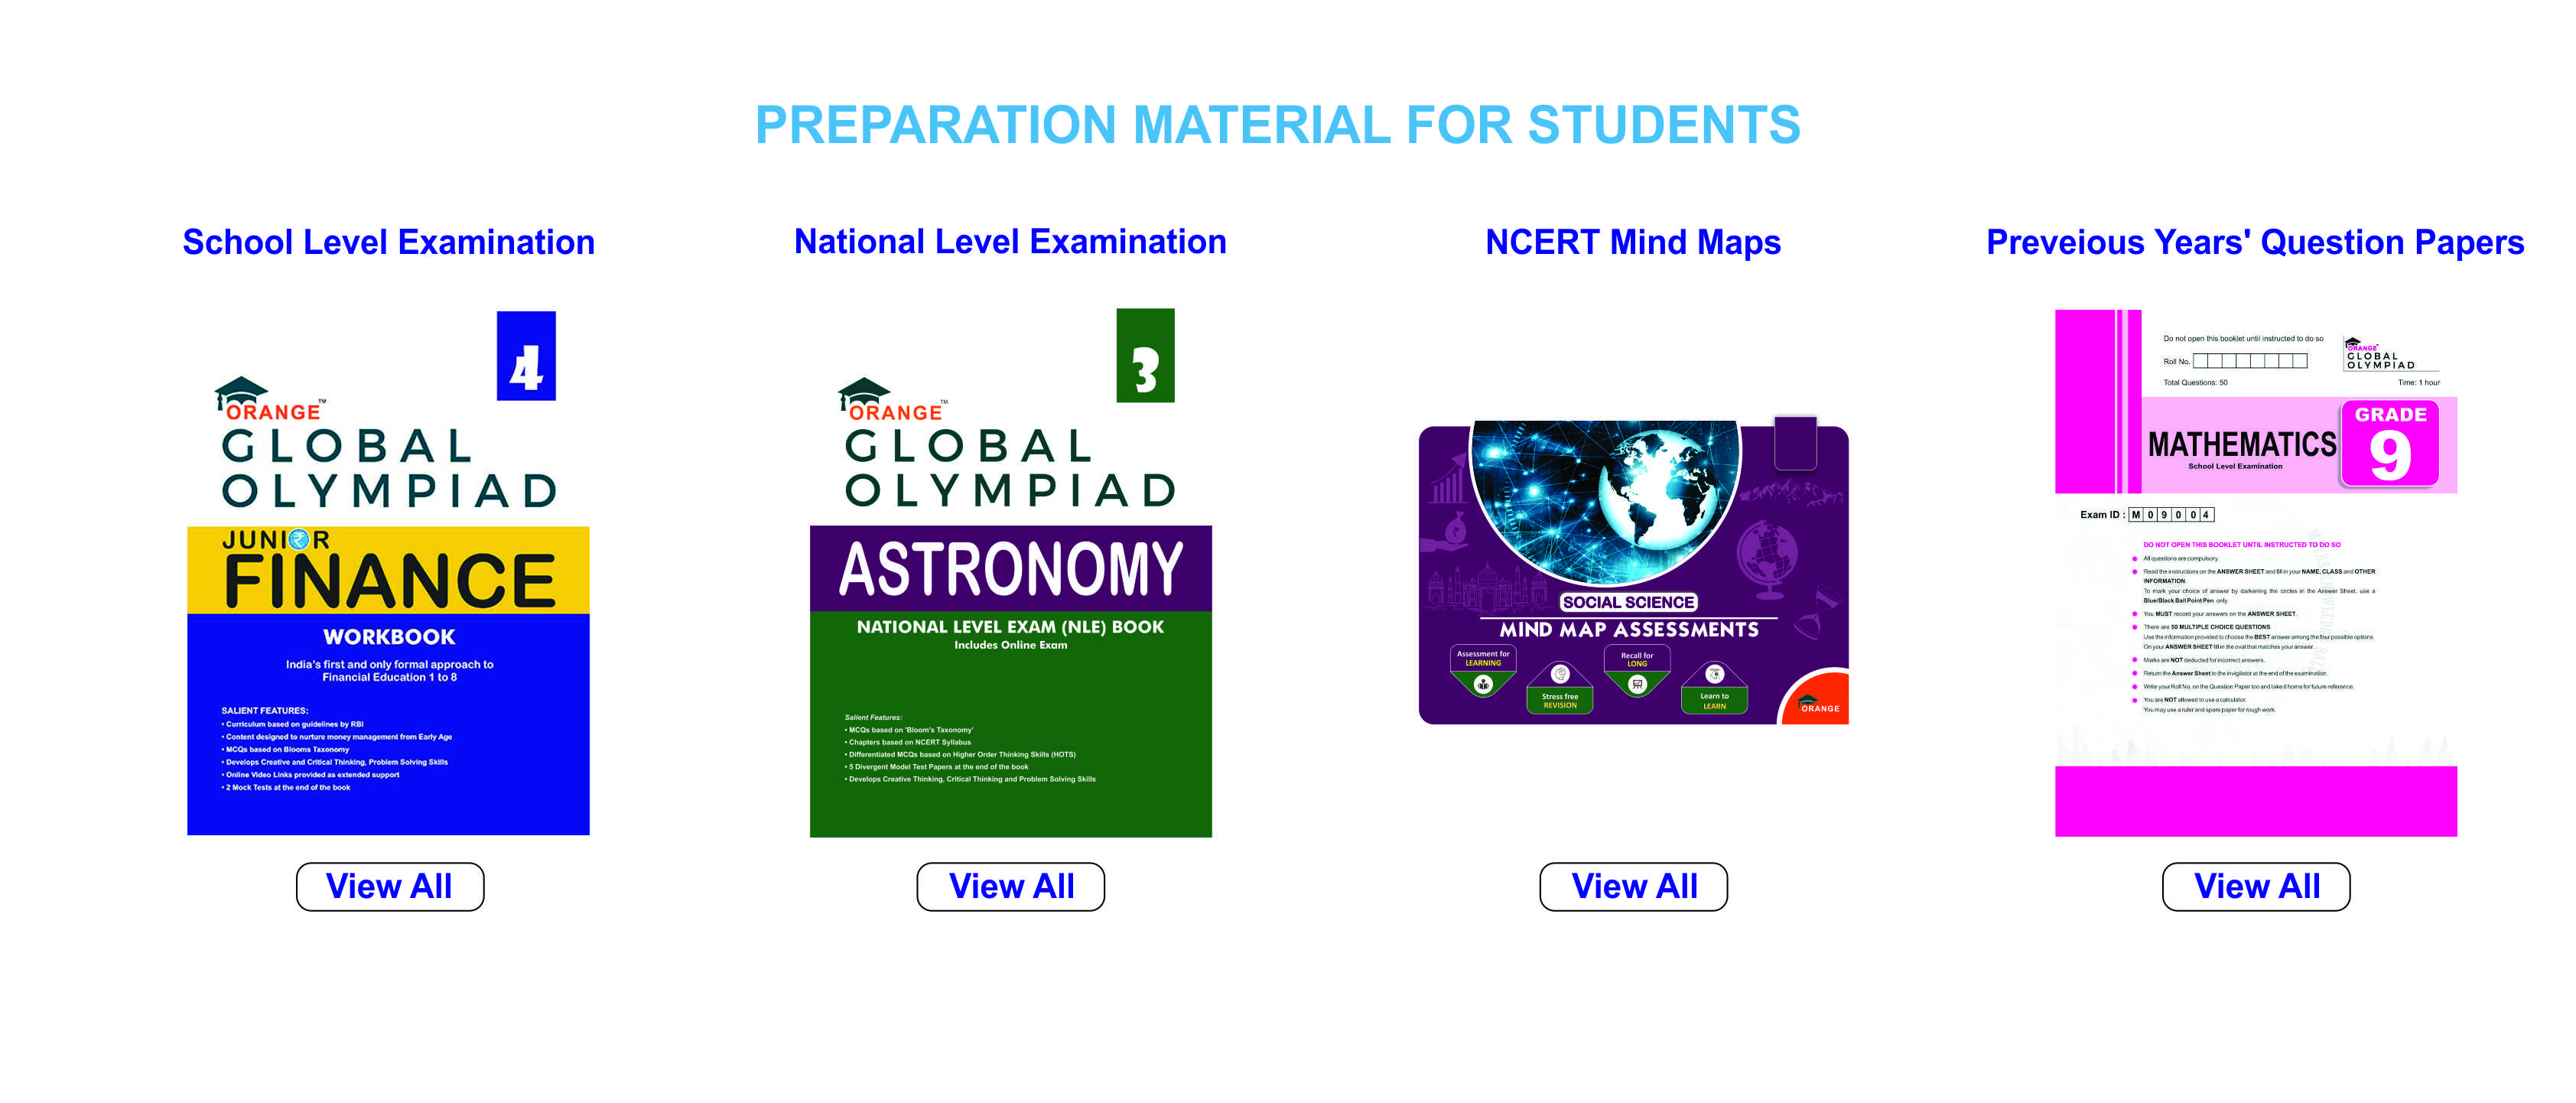 PREPARATION MATERIAL FOR STUDENTS
School Level Examination
4
ORANGE™
GLOBAL
OLYMPIAD
JUNIOR
FINANCE
WORKBOOK
India's first and only formal approach to
Financial Education 1 to 8
SALIENT FEATURES:
• Curriculum based on guidelines by RBI
• Content designed to nurture money management from Early Age
• MCQs based on Blooms Taxonomy
• Develops Creative and Critical Thinking, Problem Solving Skills
• Online Video Links provided as extended support
• 2 Mock Tests at the end of the book
View All
National Level Examination
3
ORANGE™
GLOBAL
OLYMPIAD
ASTRONOMY
NATIONAL LEVEL EXAM (NLE) BOOK
Includes Online Exam
Salient Features:
• MCQs based on 'Bloom's Taxonomy'
• Chapters based on NCERT Syllabus
• Differentiated MCQs based on Higher Order Thinking Skills (HOTS)
• 5 Divergent Model Test Papers at the end of the book
• Develops Creative Thinking, Critical Thinking and Problem Solving Skills
View All
NCERT Mind Maps
SOCIAL SCIENCE
MIND MAP ASSESSMENTS
Assessment for
LEARNING
Stress free
REVISION
Recall for
LONG
Learn to
LEARN
ORANGE
View All
Preveious Years' Question Papers
Do not open this booklet until instructed to do so
Roll No.
ORANGE
GLOBAL
OLYMPIAD
Total Questions: 50
Time: 1 hour
GRADE
9
MATHEMATICS
School Level Examination
Exam ID : M 0 9 0 0 4
DO NOT OPEN THIS BOOKLET UNTIL INSTRUCTED TO DO SO
All questions are compulsory.
Read the instructions on the ANSWER SHEET and fill in your NAME, CLASS and OTHER
INFORMATION.
To mark your choice of answer by darkening the circles in the Answer Sheet, use a
Blue/Black Ball Point Pen only.
You MUST record your answers on the ANSWER SHEET.
There are 50 MULTIPLE CHOICE QUESTIONS.
Use the information provided to choose the BEST answer among the four possible options.
On your ANSWER SHEET fill in the oval that matches your answer.
Marks are NOT deducted for incorrect answers.
Return the Answer Sheet to the invigilator at the end of the examination.
Write your Roll No. on the Question Paper too and take it home for future reference.
You are NOT allowed to use a calculator.
You may use a ruler and spare paper for rough work.
View All